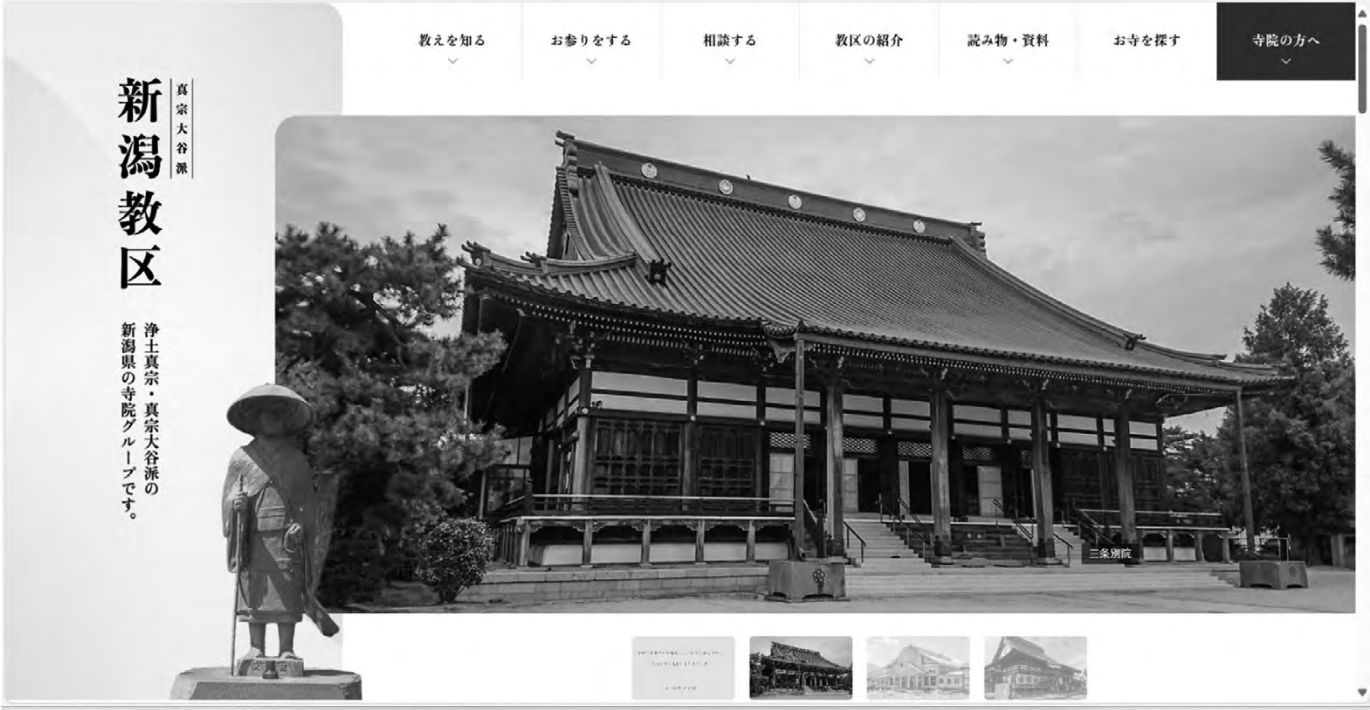 教えを知る
お参りをする
相談する
教区の紹介
読み物・資料
お寺を探す
寺院の方へ
真宗大谷派
新潟教区
浄土真宗・真宗大谷派の
新潟県の寺院グループです。
三条別院